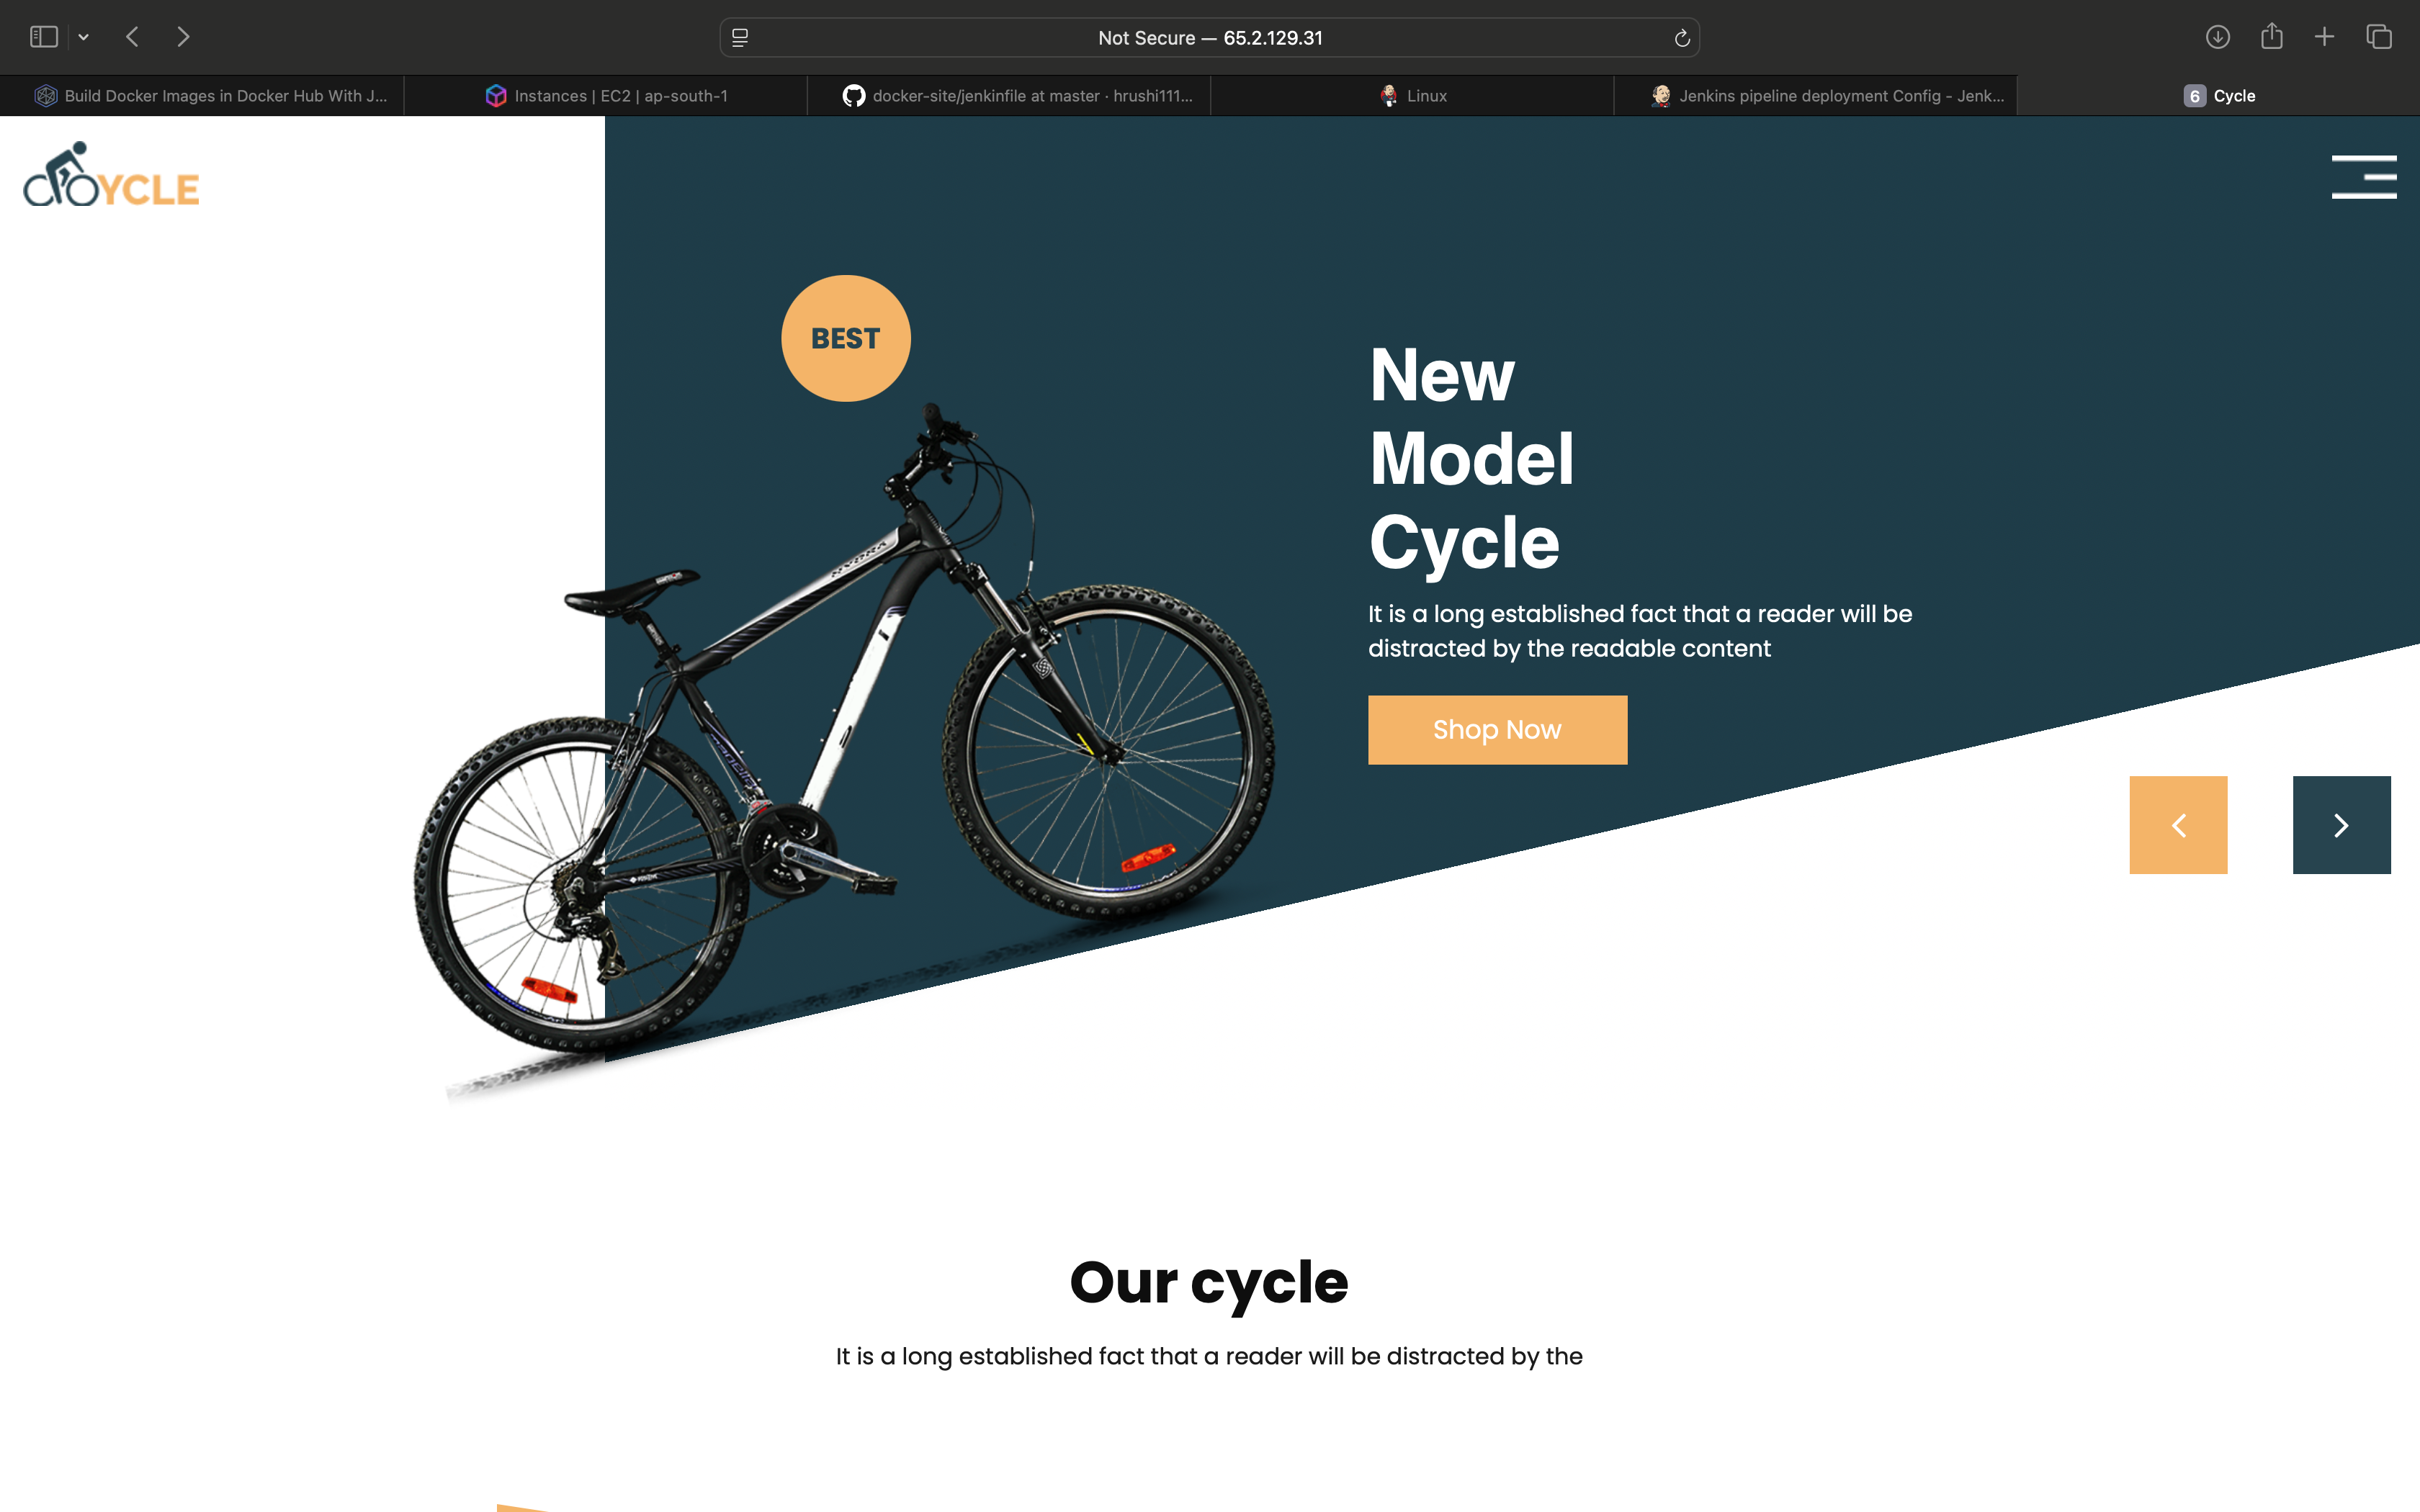 Not Secure — 65.2.129.31
Build Docker Images in Docker Hub With J...
Instances | EC2 | ap-south-1
docker-site/jenkinfile at master · hrushi111...
Linux
Jenkins pipeline deployment Config - Jenk...
6 Cycle
CYCLE
BEST
New
Model
Cycle
It is a long established fact that a reader will be
distracted by the readable content
Shop Now
Our cycle
It is a long established fact that a reader will be distracted by the